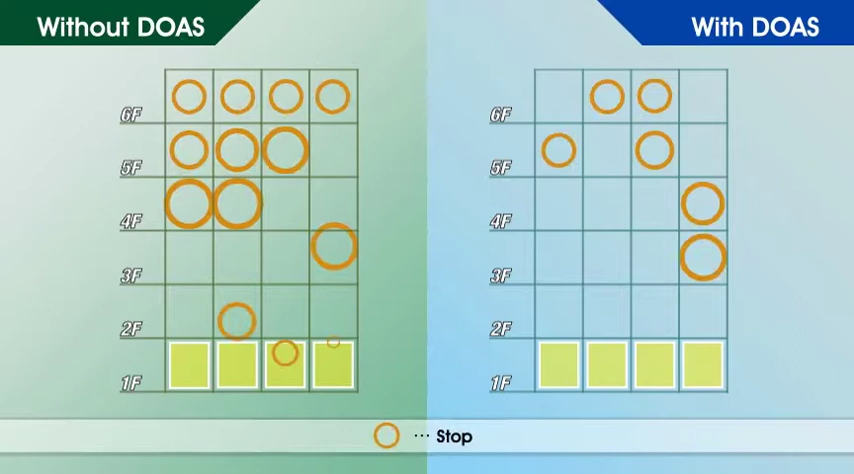 Without DOAS
With DOAS
6F
5F
4F
3F
2F
1F
6F
5F
4F
3F
2F
1F
··· Stop